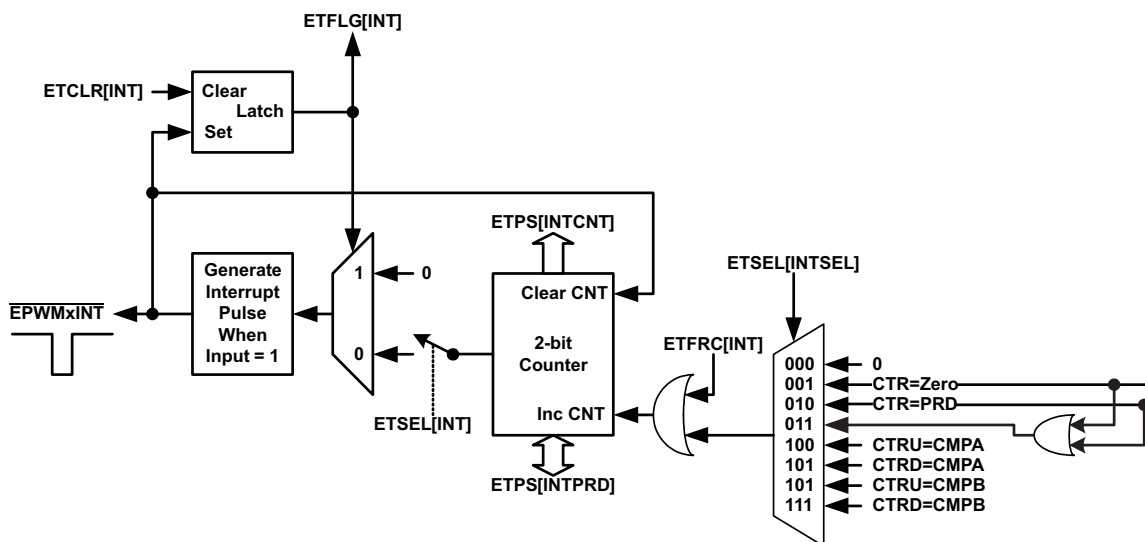 ETFLG[INT]
ETCLR[INT]
Clear
Latch
Set
ETPS[INTCNT]
ETSEL[INTSEL]
Generate
Interrupt
Pulse
When
Input = 1
EPWMxINT
1
0
0
ETSEL[INT]
Clear CNT
2-bit
Counter
Inc CNT
ETPS[INTPRD]
ETFRC[INT]
000 0
001 CTR=Zero
010 CTR=PRD
011
100 CTRU=CMPA
101 CTRD=CMPA
101 CTRU=CMPB
111 CTRD=CMPB